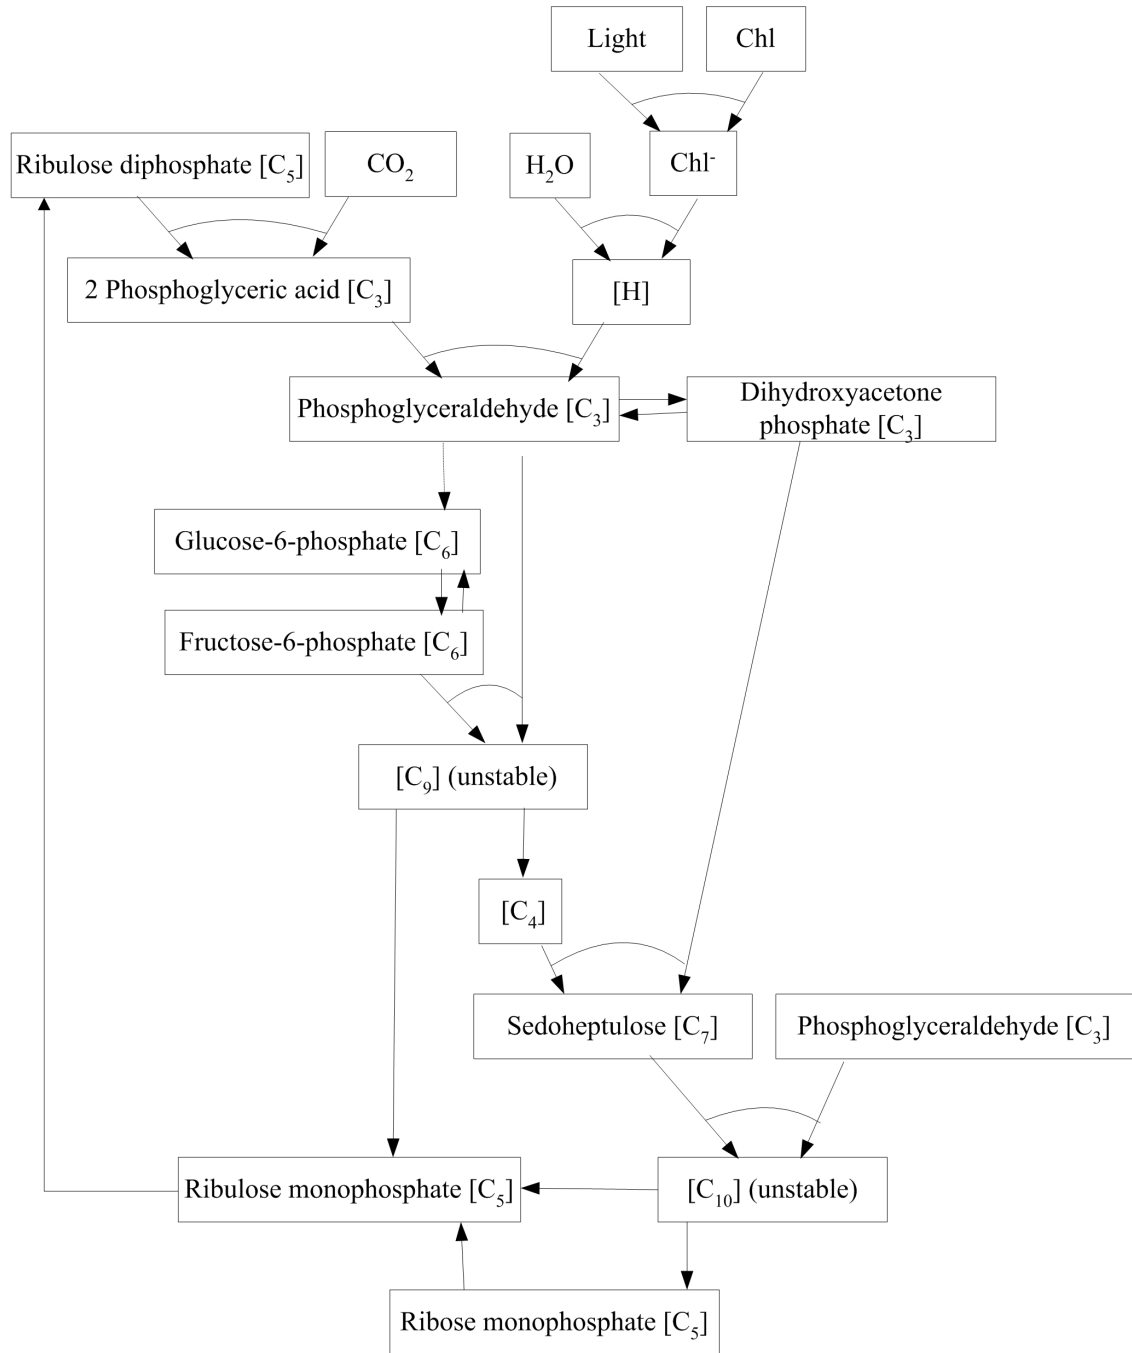 Light
Chl
Ribulose diphosphate [C₅]
CO₂
H₂O
Chl⁻
2 Phosphoglyceric acid [C₃]
[H]
Phosphoglyceraldehyde [C₃]
Dihydroxyacetone
phosphate [C₃]
Glucose-6-phosphate [C₆]
Fructose-6-phosphate [C₆]
[C₉] (unstable)
[C₄]
Sedoheptulose [C₇]
Phosphoglyceraldehyde [C₃]
Ribulose monophosphate [C₅]
[C₁₀] (unstable)
Ribose monophosphate [C₅]